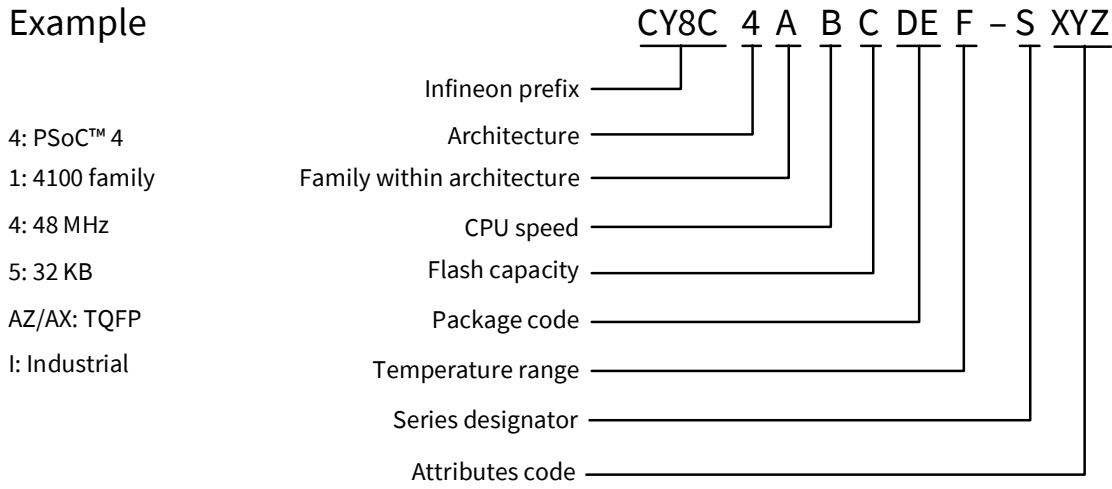 Example
CY8C 4 A B C DE F – S XYZ
Infineon prefix
4: PSoC™ 4
Architecture
1: 4100 family
Family within architecture
4: 48 MHz
CPU speed
5: 32 KB
Flash capacity
AZ/AX: TQFP
Package code
I: Industrial
Temperature range
Series designator
Attributes code